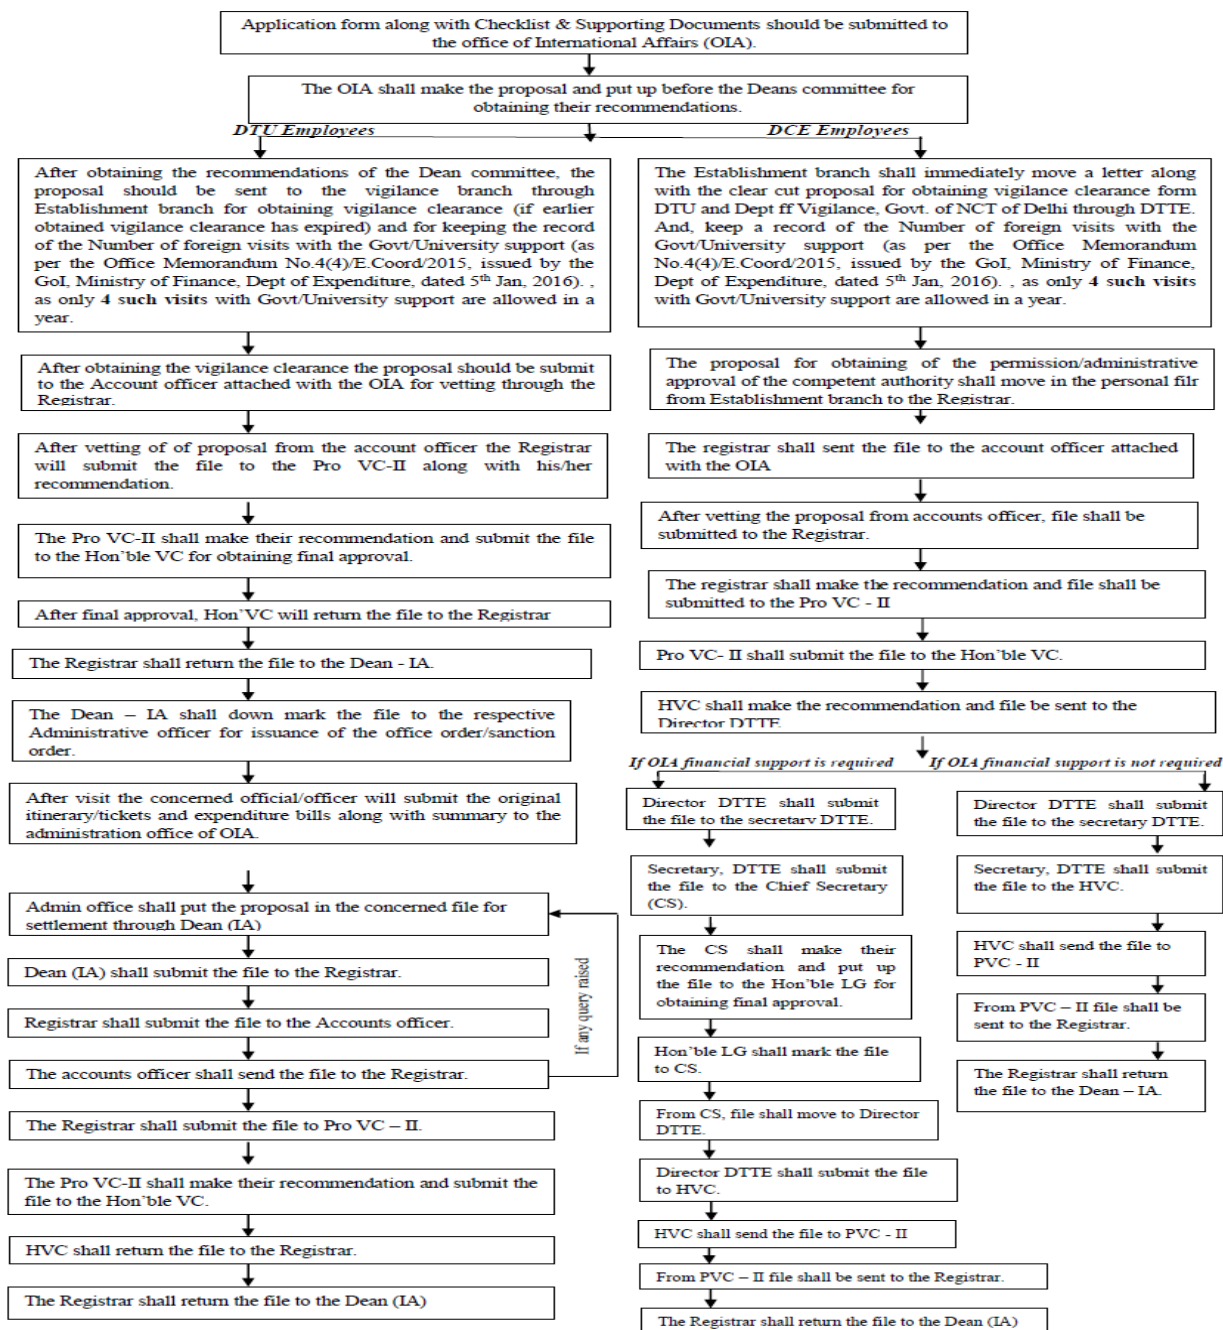 Application form along with Checklist & Supporting Documents should be submitted to
the office of International Affairs (OIA).
The OIA shall make the proposal and put up before the Deans committee for
obtaining their recommendations.
DTU Employees
DCE Employees
After obtaining the recommendations of the Dean committee, the
proposal should be sent to the vigilance branch through
Establishment branch for obtaining vigilance clearance (if earlier
obtained vigilance clearance has expired) and for keeping the record
of the Number of foreign visits with the Govt/University support (as
per the Office Memorandum No.4(4)/E.Coord/2015, issued by the
GoI, Ministry of Finance, Dept of Expenditure, dated 5th Jan, 2016). ,
as only 4 such visits with Govt/University support are allowed in a
year.
After obtaining the vigilance clearance the proposal should be submit
to the Account officer attached with the OIA for vetting through the
Registrar.
After vetting of of proposal from the account officer the Registrar
will submit the file to the Pro VC-II along with his/her
recommendation.
The Pro VC-II shall make their recommendation and submit the file
to the Hon'ble VC for obtaining final approval.
After final approval, Hon'VC will return the file to the Registrar
The Registrar shall return the file to the Dean - IA.
The Dean – IA shall down mark the file to the respective
Administrative officer for issuance of the office order/sanction
order.
After visit the concerned official/officer will submit the original
itinerary/tickets and expenditure bills along with summary to the
administration office of OIA.
Admin office shall put the proposal in the concerned file for
settlement through Dean (IA)
Dean (IA) shall submit the file to the Registrar.
Registrar shall submit the file to the Accounts officer.
The accounts officer shall send the file to the Registrar.
If any query raised
The Registrar shall submit the file to Pro VC – II.
The Pro VC-II shall make their recommendation and submit the
file to the Hon'ble VC.
HVC shall return the file to the Registrar.
The Registrar shall return the file to the Dean (IA)
The Establishment branch shall immediately move a letter along
with the clear cut proposal for obtaining vigilance clearance form
DTU and Dept ff Vigilance, Govt. of NCT of Delhi through DTTE.
And, keep a record of the Number of foreign visits with the
Govt/University support (as per the Office Memorandum
No.4(4)/E.Coord/2015, issued by the GoI, Ministry of Finance,
Dept of Expenditure, dated 5th Jan, 2016). , as only 4 such visits
with Govt/University support are allowed in a year.
The proposal for obtaining of the permission/administrative
approval of the competent authority shall move in the personal filr
from Establishment branch to the Registrar.
The registrar shall sent the file to the account officer attached
with the OIA
After vetting the proposal from accounts officer, file shall be
submitted to the Registrar.
The registrar shall make the recommendation and file shall be
submitted to the Pro VC - II
Pro VC- II shall submit the file to the Hon'ble VC.
HVC shall make the recommendation and file be sent to the
Director DTTE
If OIA financial support is required
If OIA financial support is not required
Director DTTE shall submit
the file to the secretary DTTE.
Secretary, DTTE shall submit
the file to the Chief Secretary
(CS).
The CS shall make their
recommendation and put up
the file to the Hon'ble LG for
obtaining final approval.
Hon'ble LG shall mark the file
to CS.
From CS, file shall move to Director
DTTE.
Director DTTE shall submit the file
to HVC.
HVC shall send the file to PVC - II
From PVC – II file shall be sent to the Registrar.
The Registrar shall return the file to the Dean (IA)
Director DTTE shall submit
the file to the secretary DTTE.
Secretary, DTTE shall submit
the file to the HVC.
HVC shall send the file to
PVC - II
From PVC – II file shall be
sent to the Registrar.
The Registrar shall return
the file to the Dean – IA.